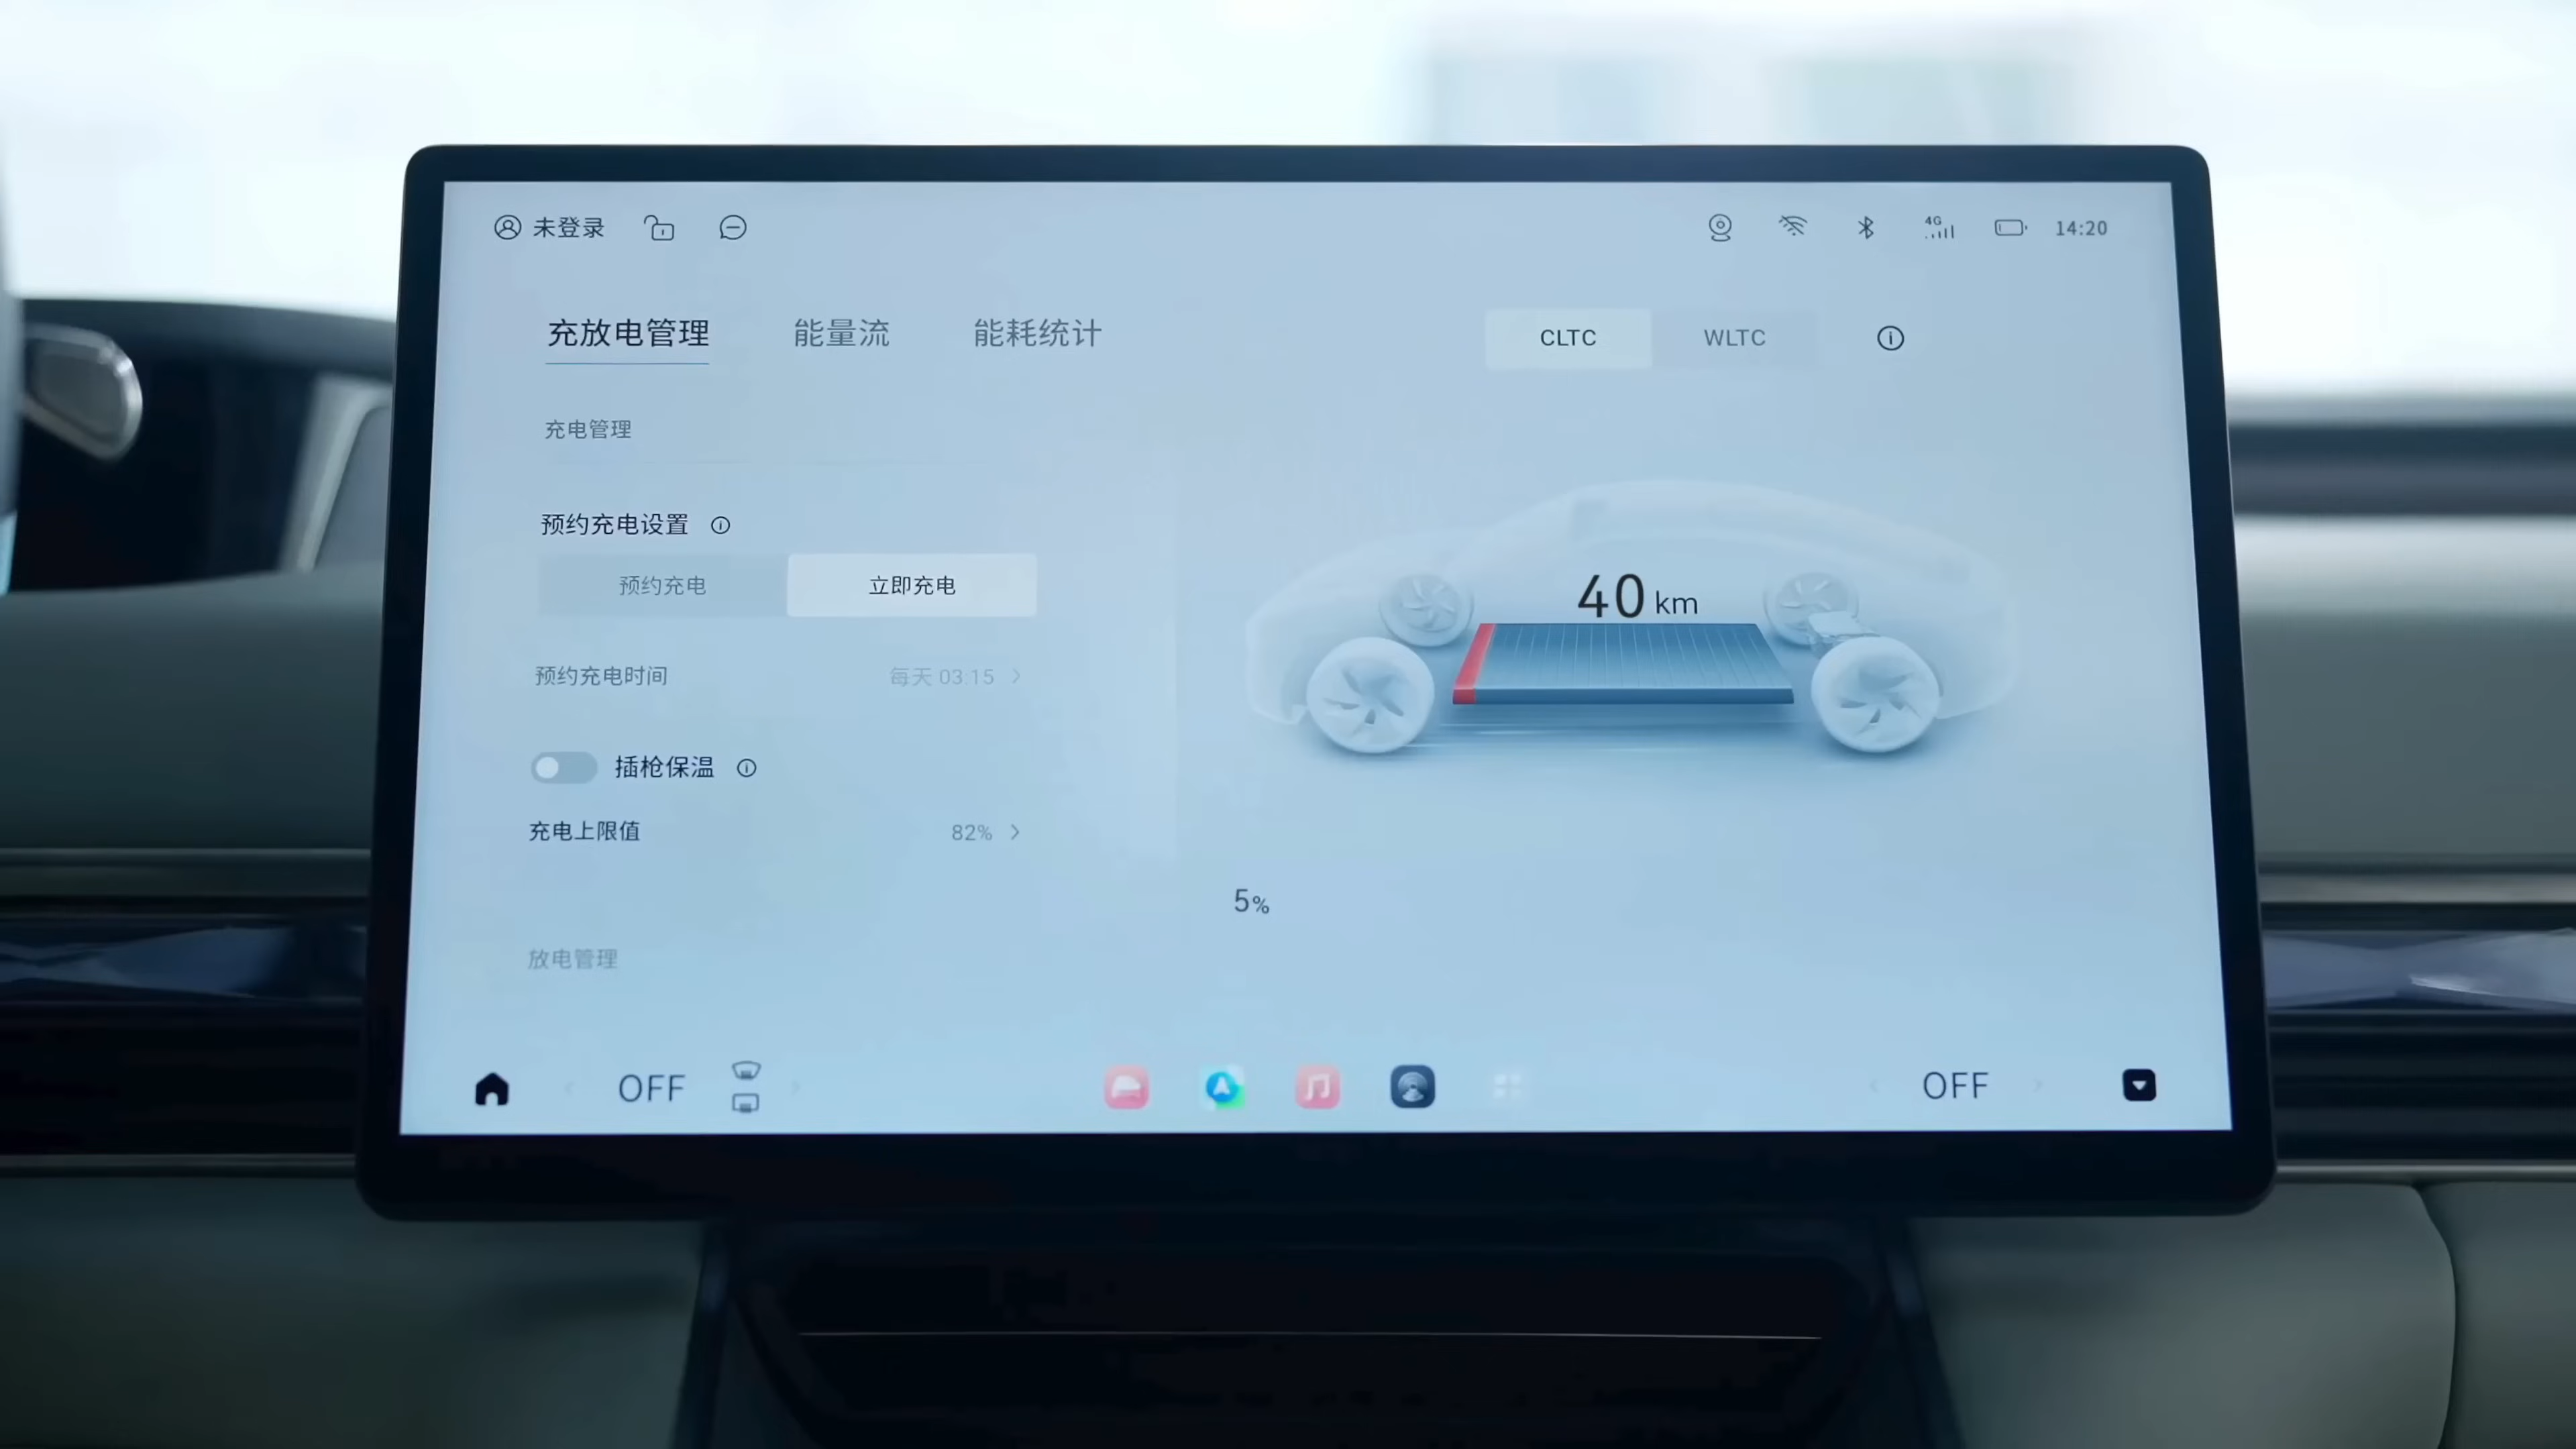 未登录
4G
14:20
充放电管理 能量流 能耗统计
CLTC WLTC
充电管理
预约充电设置
预约充电 立即充电
40 km
预约充电时间 每天 03:15
插枪保温
充电上限值 82%
5%
放电管理
OFF
OFF